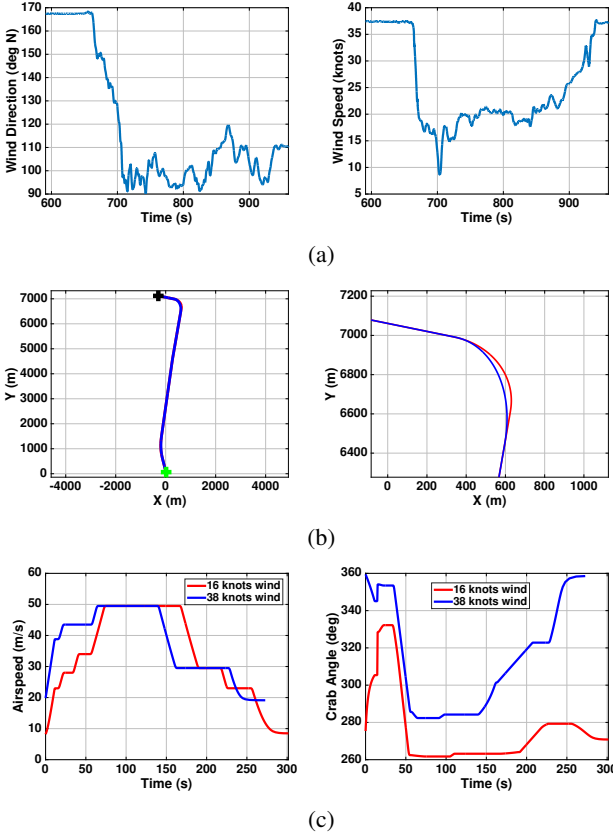 170
160
150
140
130
120
110
100
90
600 700 800 900
Wind Direction (deg N)
Time (s)
40
35
30
25
20
15
10
5
600 700 800 900
Wind Speed (knots)
Time (s)
(a)
7000
6000
5000
4000
3000
2000
1000
0
-4000 -2000 0 2000 4000
Y (m)
X (m)
7200
7000
6800
6600
6400
0 200 400 600 800 1000
Y (m)
X (m)
(b)
60
50
40
30
20
10
0
0 50 100 150 200 250 300
Airspeed (m/s)
Time (s)
16 knots wind
38 knots wind
360
340
320
300
280
260
0 50 100 150 200 250 300
Crab Angle (deg)
Time (s)
16 knots wind
38 knots wind
(c)